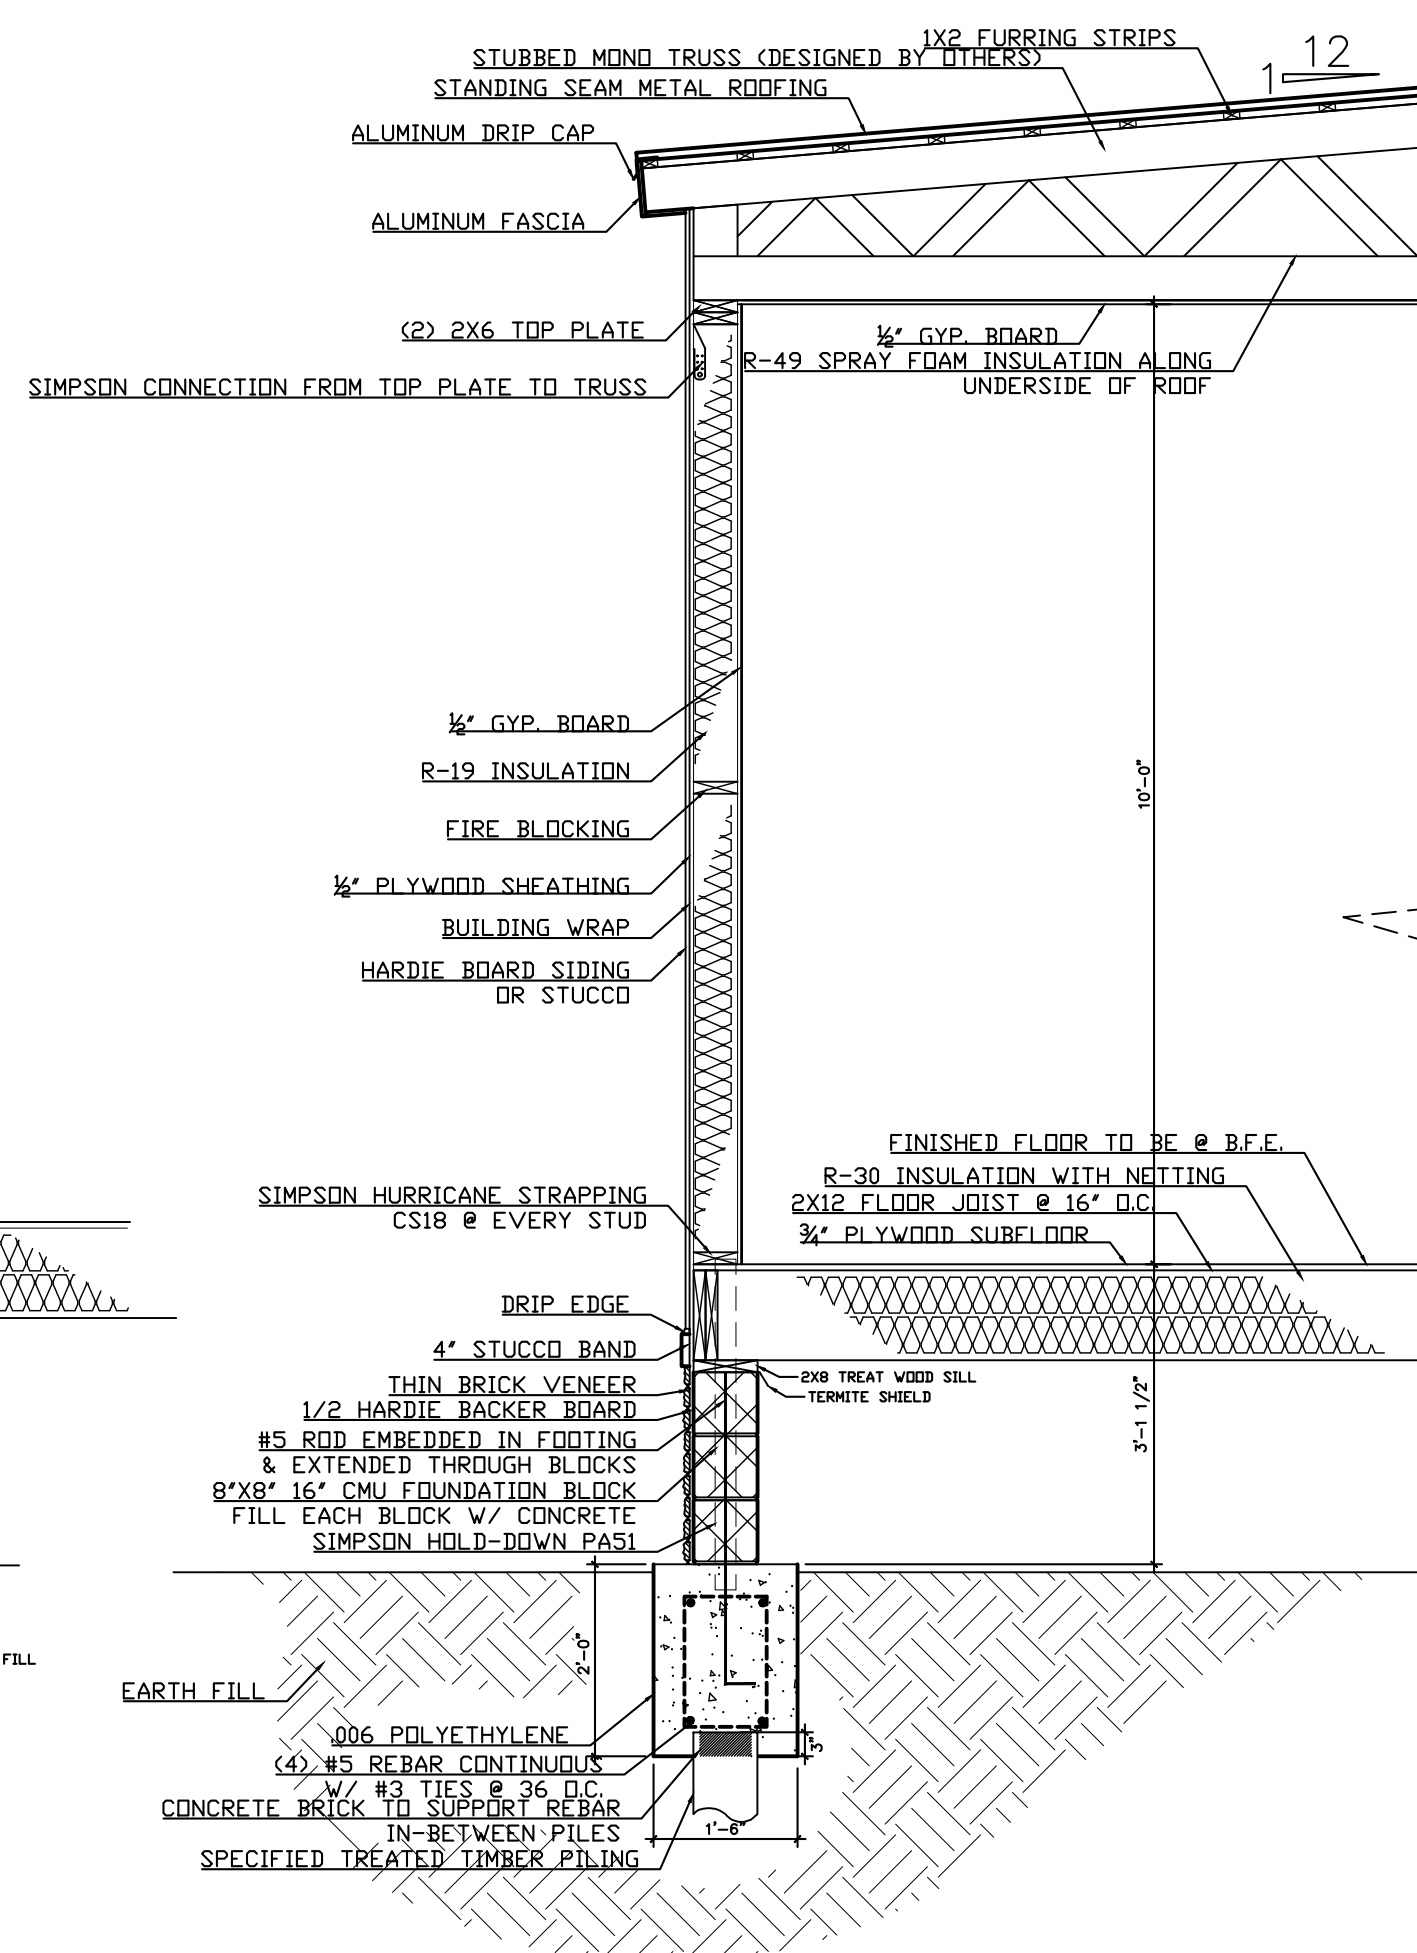 1X2 FURRING STRIPS
12
STUBBED MONO TRUSS (DESIGNED BY OTHERS)
1
STANDING SEAM METAL ROOFING
ALUMINUM DRIP CAP
ALUMINUM FASCIA
(2) 2X6 TOP PLATE
½" GYP. BOARD
R-49 SPRAY FOAM INSULATION ALONG
UNDERSIDE OF ROOF
SIMPSON CONNECTION FROM TOP PLATE TO TRUSS
½" GYP. BOARD
R-19 INSULATION
10'-0"
FIRE BLOCKING
½" PLYWOOD SHEATHING
BUILDING WRAP
HARDIE BOARD SIDING
OR STUCCO
FINISHED FLOOR TO BE @ B.F.E.
R-30 INSULATION WITH NETTING
2X12 FLOOR JOIST @ 16" O.C.
¾" PLYWOOD SUBFLOOR
SIMPSON HURRICANE STRAPPING
CS18 @ EVERY STUD
DRIP EDGE
4" STUCCO BAND
2X8 TREAT WOOD SILL
TERMITE SHIELD
THIN BRICK VENEER
1/2 HARDIE BACKER BOARD
3'-1 1/2"
#5 ROD EMBEDDED IN FOOTING
& EXTENDED THROUGH BLOCKS
8"X8" 16" CMU FOUNDATION BLOCK
FILL EACH BLOCK W/ CONCRETE
SIMPSON HOLD-DOWN PA51
2'-0"
FILL
EARTH FILL
.006 POLYETHYLENE
3"
(4) #5 REBAR CONTINUOUS
W/ #3 TIES @ 36 O.C.
CONCRETE BRICK TO SUPPORT REBAR
IN-BETWEEN PILES
1'-6"
SPECIFIED TREATED TIMBER PILING